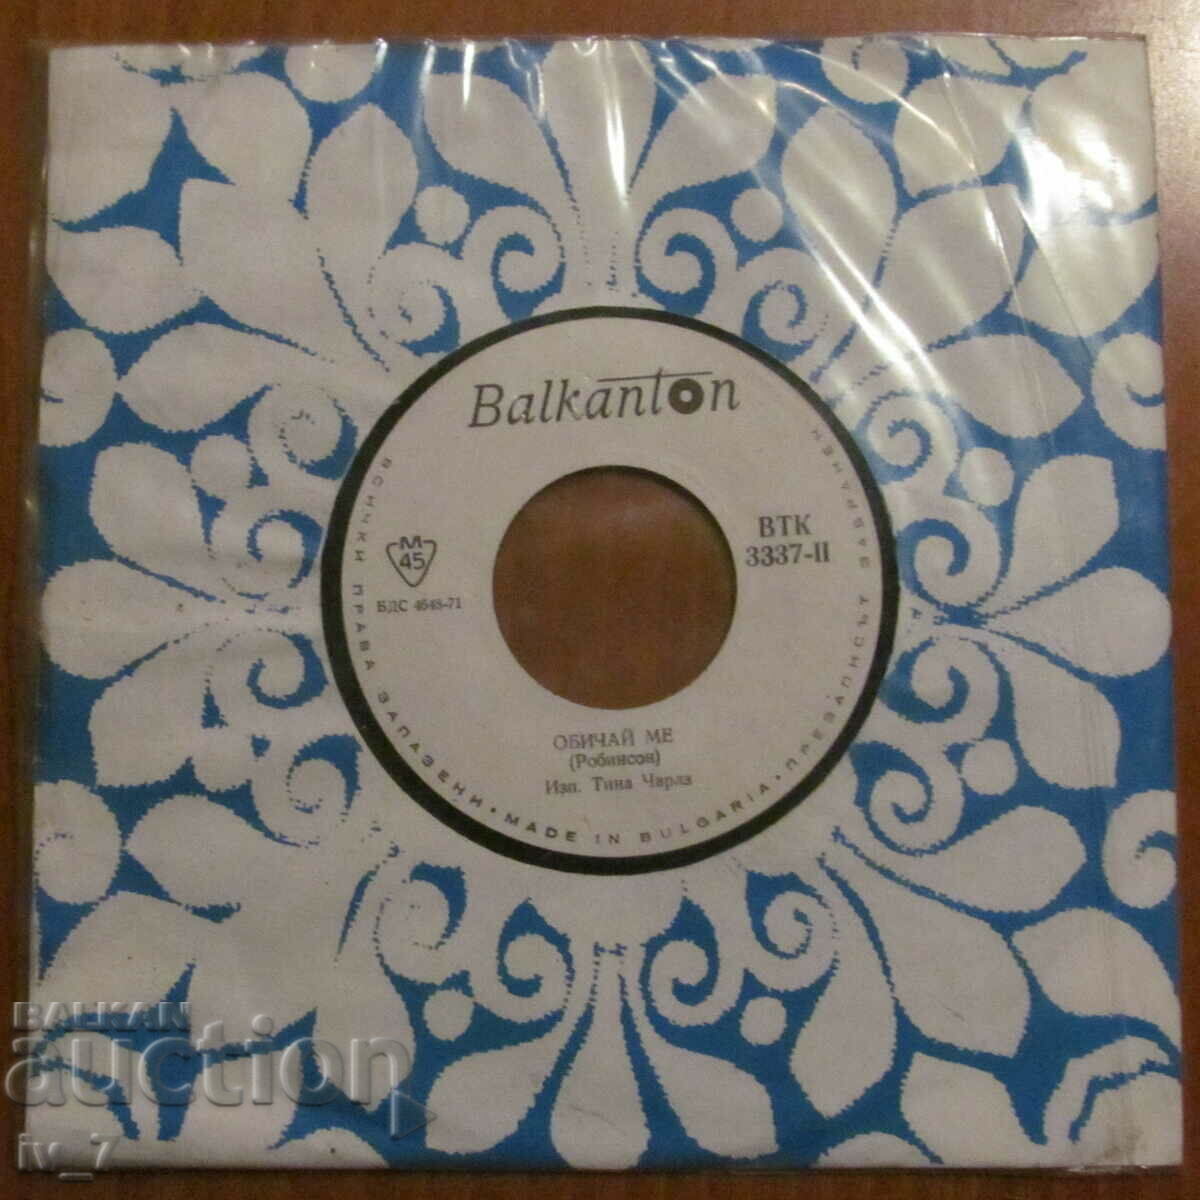 Balkanton
ВТК
3337-II
М
45
БДС 4648-71
ОБИЧАЙ МЕ
(Робинсон)
Изп. Тина Чарлз
ВСИЧКИ ПРАВА ЗАПАЗЕНИ • MADE IN BULGARIA • ПРЕЗАПИСЪТ ЗАБРАНЕН
BALKAN
auction
iv_7